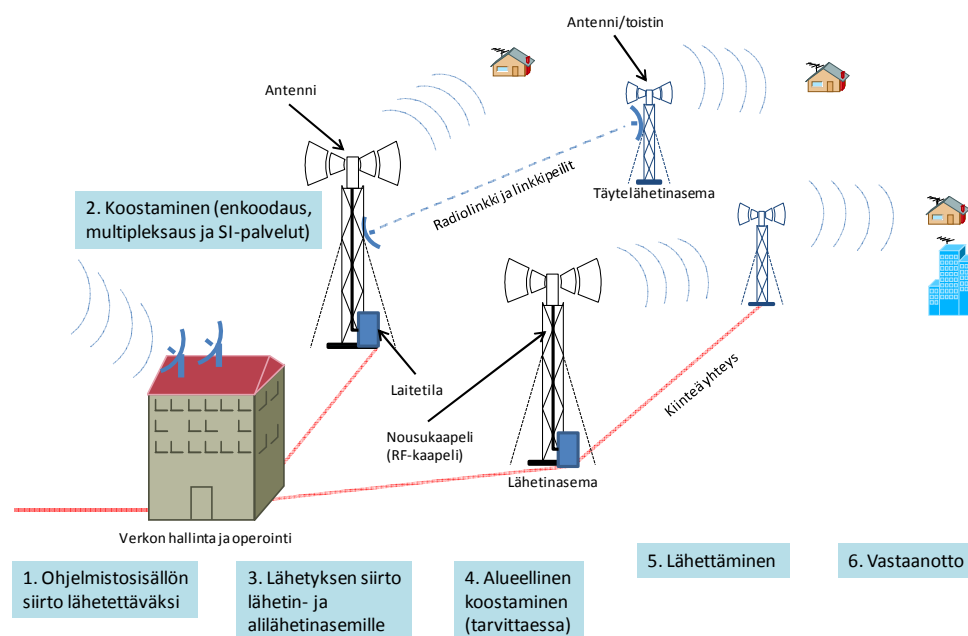 Antenni/toistin
Antenni
2. Koostaminen (enkoodaus,
multipleksaus ja SI-palvelut)
Radiolinkki ja linkkipeilit
Täytelähetinasema
Laitetila
Kiinteä yhteys
Nousukaapeli
(RF-kaapeli)
Lähetinasema
Verkon hallinta ja operointi
1. Ohjelmistosisällön
siirto lähetettäväksi
3. Lähetyksen siirto
lähetin- ja
alilähetinasemille
4. Alueellinen
koostaminen
(tarvittaessa)
5. Lähettäminen
6. Vastaanotto